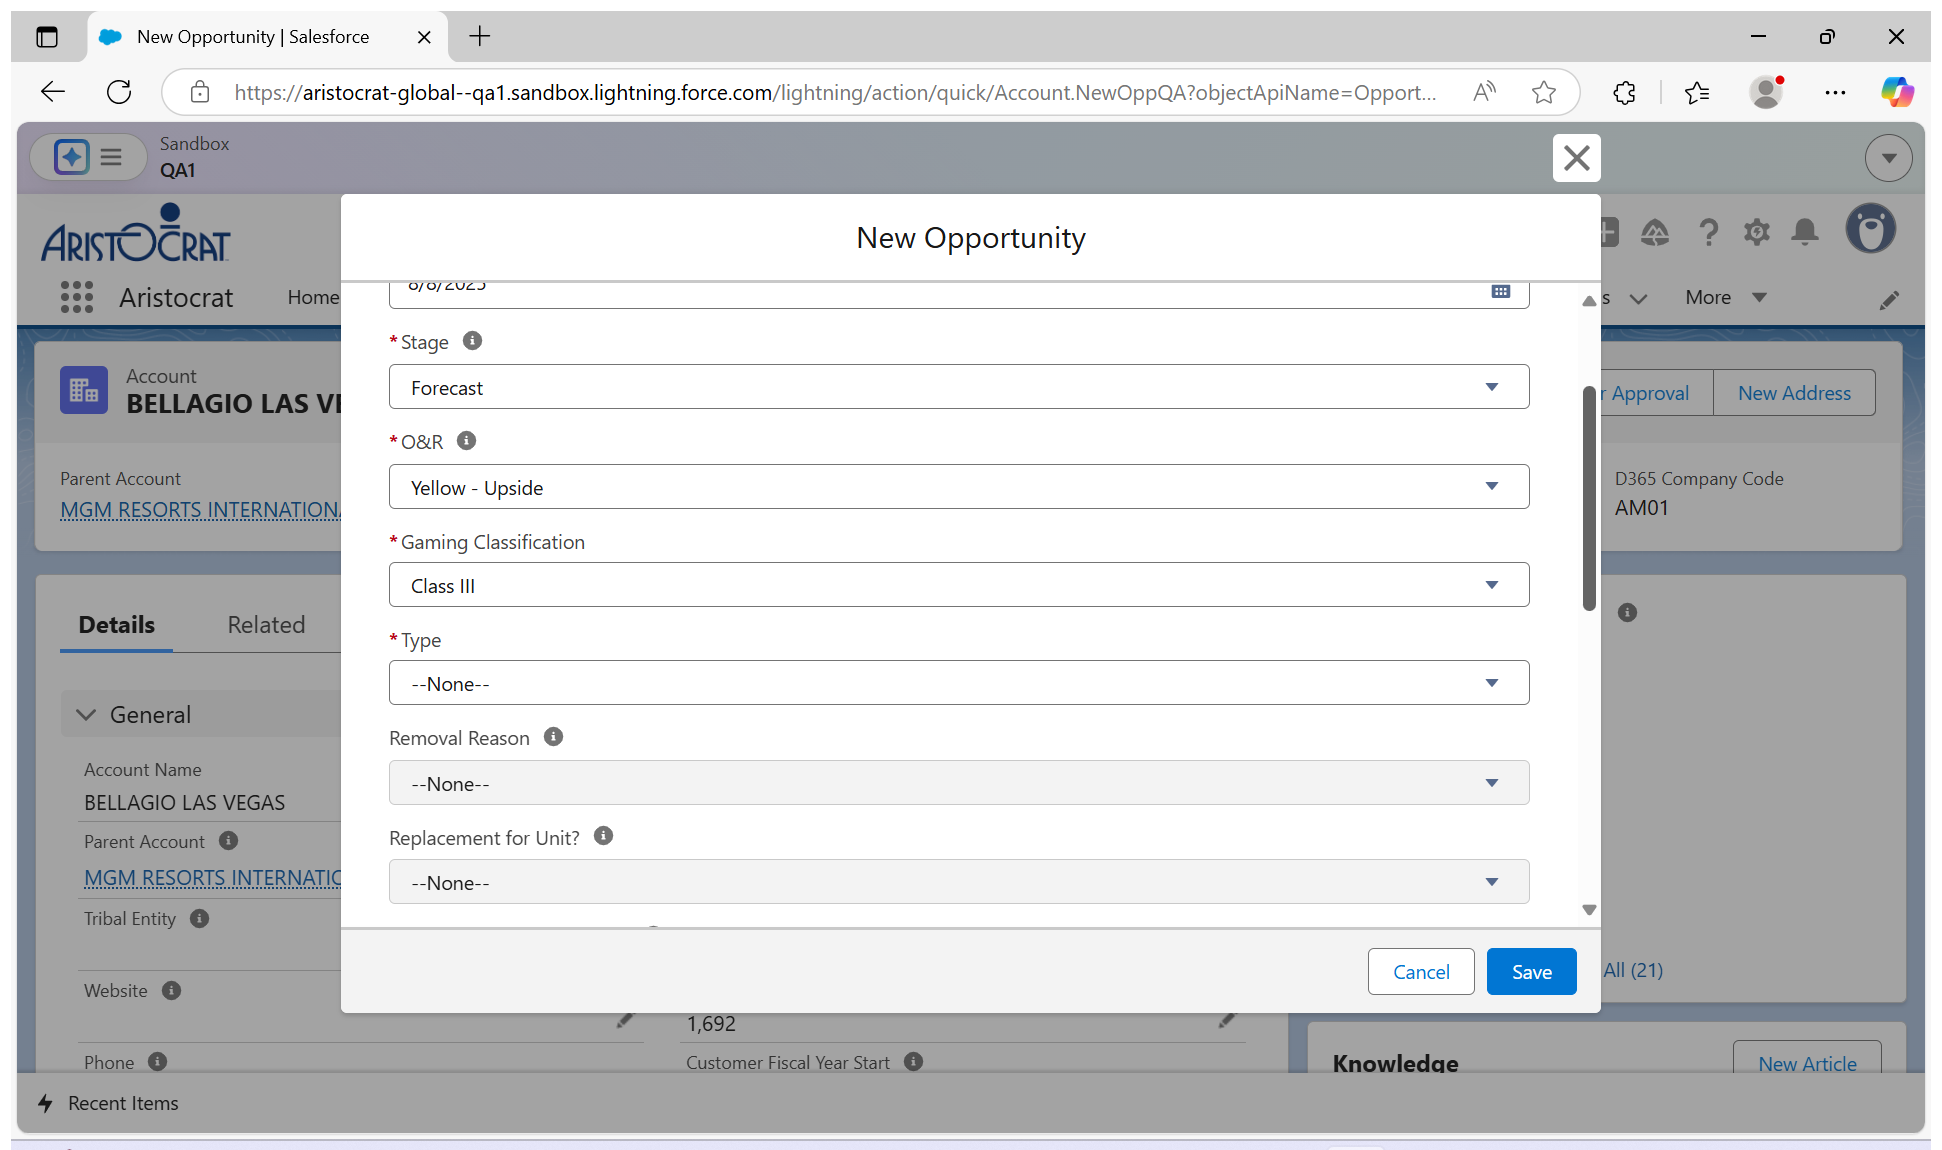 New Opportunity | Salesforce
https://aristocrat-global--qa1.sandbox.lightning.force.com/lightning/action/quick/Account.NewOppQA?objectApiName=Opport...
Sandbox
QA1
New Opportunity
ARISTOCRAT
Aristocrat
Home
s
More
8/8/2025
*Stage
Forecast
*O&R
Yellow - Upside
*Gaming Classification
Class III
*Type
--None--
Removal Reason
--None--
Replacement for Unit?
--None--
Cancel
Save
Account
BELLAGIO LAS VE
r Approval
New Address
Parent Account
MGM RESORTS INTERNATIONA
D365 Company Code
AM01
Details
Related
General
Account Name
BELLAGIO LAS VEGAS
Parent Account
MGM RESORTS INTERNATIO
Tribal Entity
Website
1,692
Phone
Customer Fiscal Year Start
All (21)
Knowledge
New Article
Recent Items